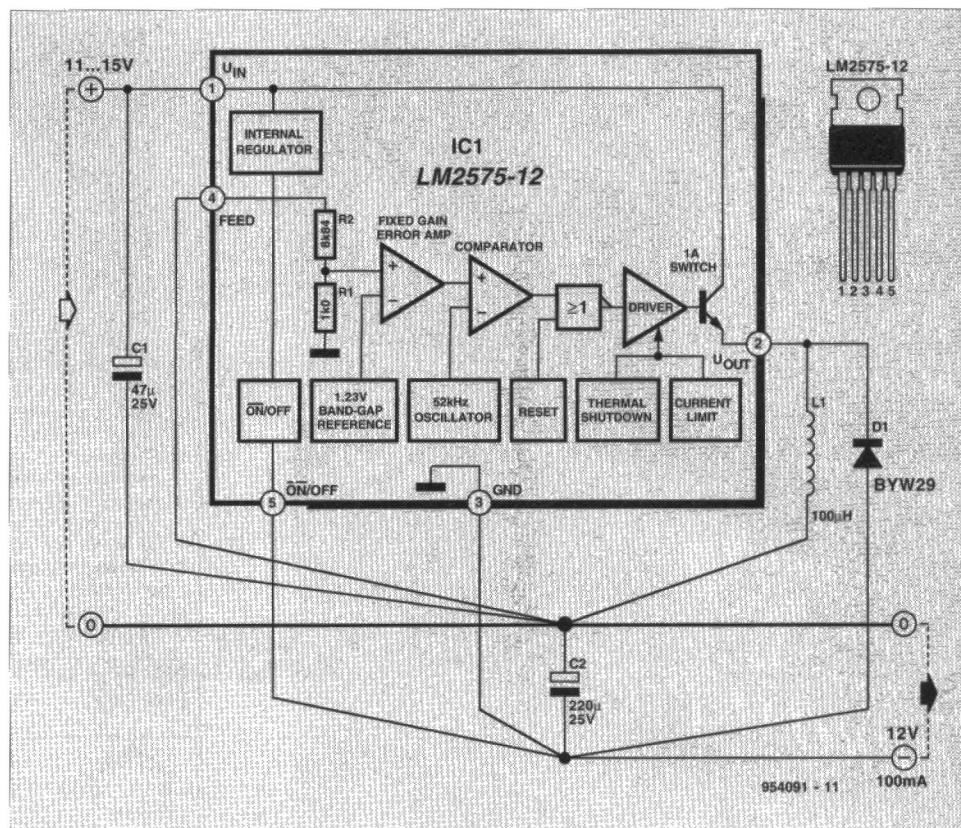 11...15V
+
1
U IN
INTERNAL
REGULATOR
IC1
LM2575-12
LM2575-12
1 2 3 4 5
4
FEED
R2
8k84
R1
1k0
FIXED GAIN
ERROR AMP
+
−
COMPARATOR
+
−
≥1
DRIVER
1A
SWITCH
2
U OUT
ON/OFF
1.23V
BAND-GAP
REFERENCE
52kHz
OSCILLATOR
RESET
THERMAL
SHUTDOWN
CURRENT
LIMIT
C1
47µ
25V
L1
100µH
D1
BYW29
5
ON/OFF
3
GND
0
0
C2
220µ
25V
12V
−
100mA
954091 - 11